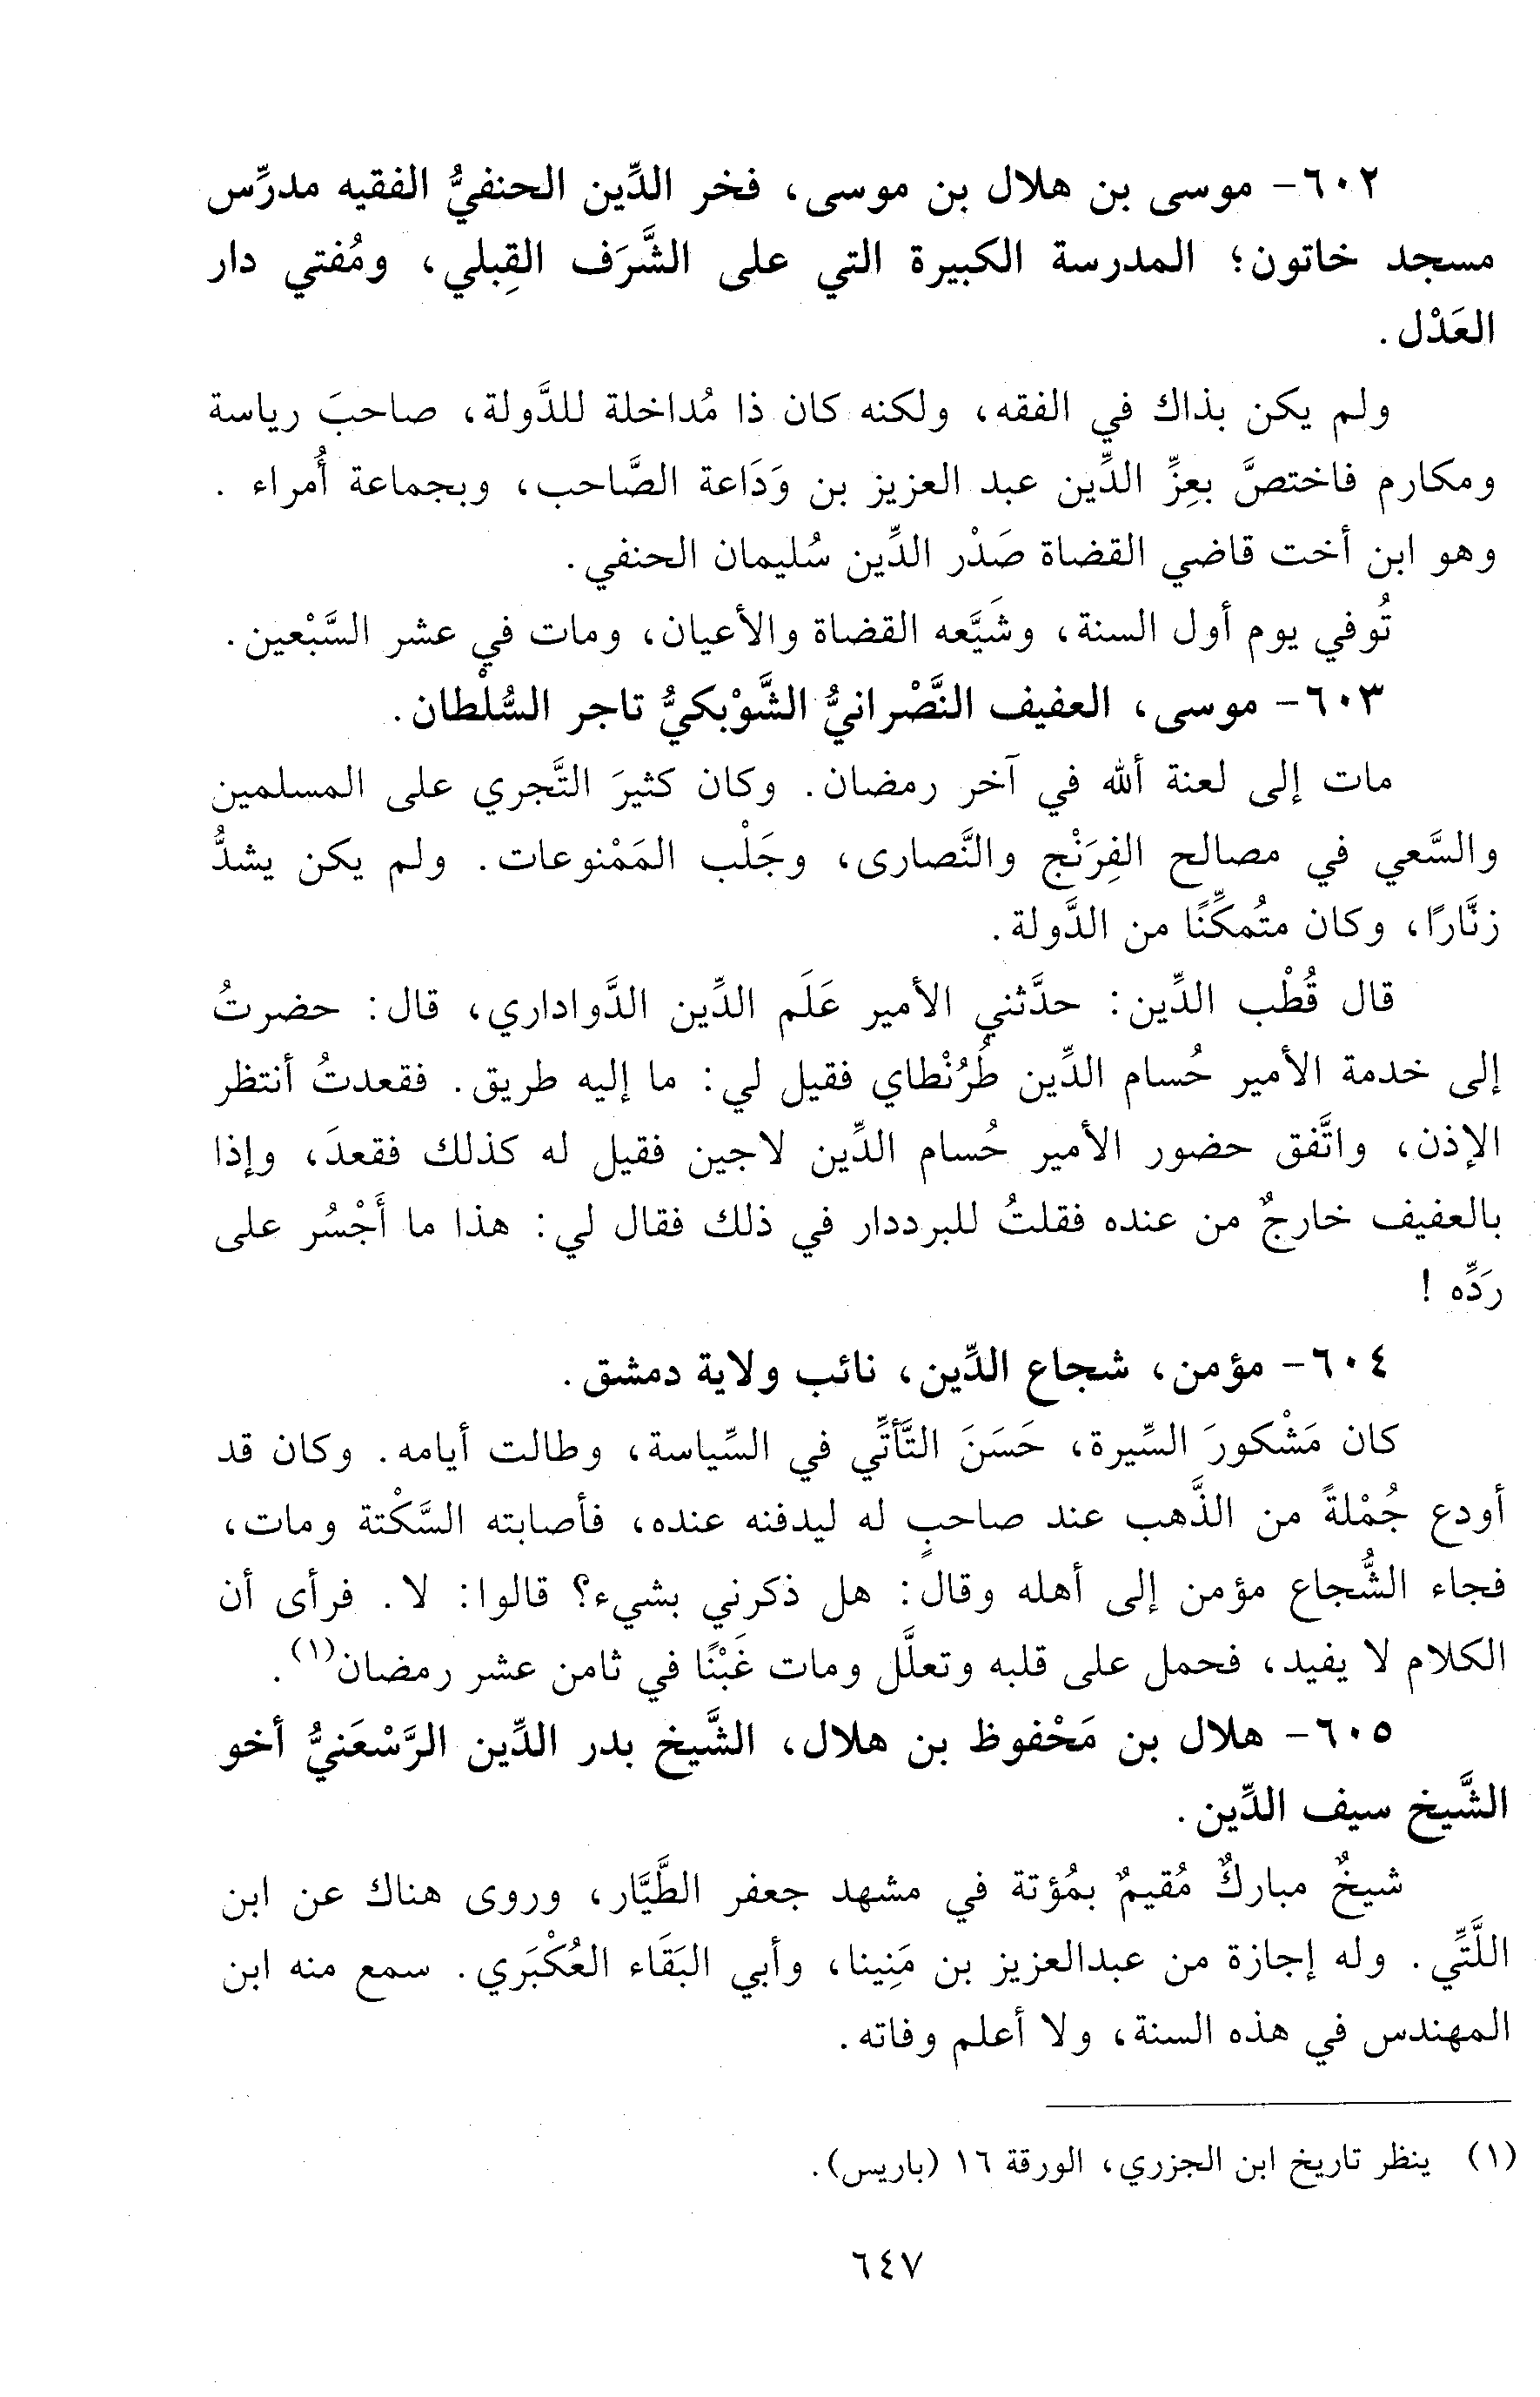 ٦٠٢- موسى بن هلال بن موسى، فخر الدِّين الحنفيُّ الفقيه مدرِّس
مسجد خاتون؛ المدرسة الكبيرة التي على الشَّرَف القِبلي، ومُفتي دار
العَدْل.
ولم يكن بذاك في الفقه، ولكنه كان ذا مُداخلة للدَّولة، صاحبَ رياسة
ومكارم فاختصَّ بعِزِّ الدِّين عبد العزيز بن وَدَاعة الصَّاحب، وبجماعة أُمراء .
وهو ابن أخت قاضي القضاة صَدْر الدِّين سُليمان الحنفي.
تُوفي يوم أول السنة، وشَيَّعه القضاة والأعيان، ومات في عشر السَّبْعين.
٦٠٣- موسى، العفيف النَّصْرانيُّ الشَّوْبكيُّ تاجر السُّلْطان.
مات إلى لعنة الله في آخر رمضان. وكان كثيرَ التَّجري على المسلمين
والسَّعي في مصالح الفِرَنْج والنَّصارى، وجَلْب المَمْنوعات. ولم يكن يشدُّ
زنَّارًا، وكان متُمكِّنًا من الدَّولة.
قال قُطْب الدِّين: حدَّثني الأمير عَلَم الدِّين الدَّواداري، قال: حضرتُ
إلى خدمة الأمير حُسام الدِّين طُرُنْطاي فقيل لي: ما إليه طريق. فقعدتُ أنتظر
الإذن، واتَّفق حضور الأمير حُسام الدِّين لاجين فقيل له كذلك فقعدَ، وإذا
بالعفيف خارجٌ من عنده فقلتُ للبرددار في ذلك فقال لي: هذا ما أَجْسُر على
رَدِّه !
٦٠٤- مؤمن، شجاع الدِّين، نائب ولاية دمشق.
كان مَشْكورَ السِّيرة، حَسَنَ التَّأتِّي في السِّياسة، وطالت أيامه. وكان قد
أودع جُمْلةً من الذَّهب عند صاحبٍ له ليدفنه عنده، فأصابته السَّكْتة ومات،
فجاء الشُّجاع مؤمن إلى أهله وقال: هل ذكرني بشيء؟ قالوا: لا. فرأى أن
الكلام لا يفيد، فحمل على قلبه وتعلَّل ومات غَبْنًا في ثامن عشر رمضان(١).
٦٠٥- هلال بن مَحْفوظ بن هلال، الشَّيخ بدر الدِّين الرَّسْعَنيُّ أخو
الشَّيخ سيف الدِّين.
شيخٌ مباركٌ مُقيمٌ بمُؤتة في مشهد جعفر الطَّيَّار، وروى هناك عن ابن
اللَّتِّي. وله إجازة من عبدالعزيز بن مَنِينا، وأبي البَقَاء العُكْبَري. سمع منه ابن
المهندس في هذه السنة، ولا أعلم وفاته.
(١) ينظر تاريخ ابن الجزري، الورقة ١٦ (باريس).
٦٤٧